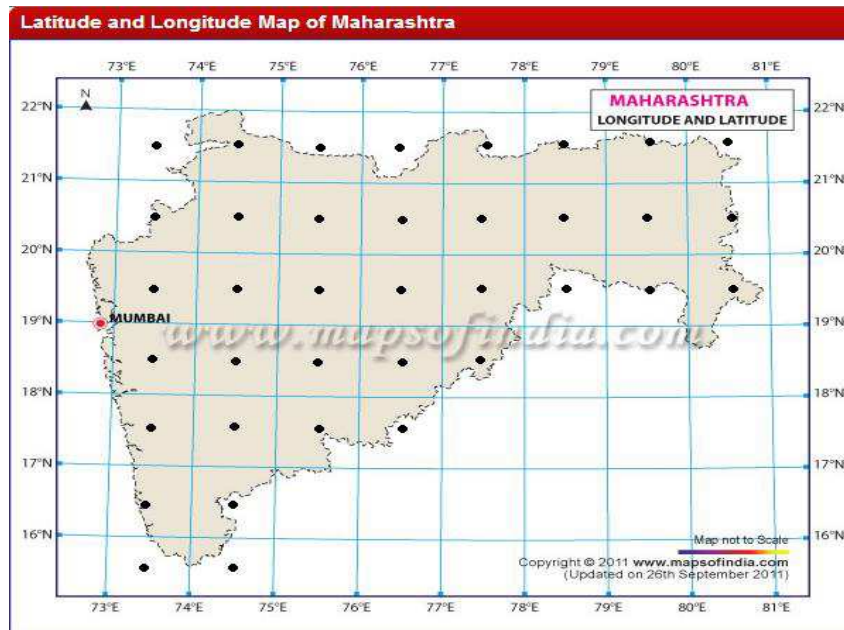 Latitude and Longitude Map of Maharashtra
73°E 74°E 75°E 76°E 77°E 78°E 79°E 80°E 81°E
N
22°N 22°N
MAHARASHTRA
LONGITUDE AND LATITUDE
21°N 21°N
20°N 20°N
19°N MUMBAI 19°N
www.mapsofindia.com
18°N 18°N
17°N 17°N
16°N 16°N
Map not to Scale
Copyright © 2011 www.mapsofindia.com
(Updated on 26th September 2011)
73°E 74°E 75°E 76°E 77°E 78°E 79°E 80°E 81°E